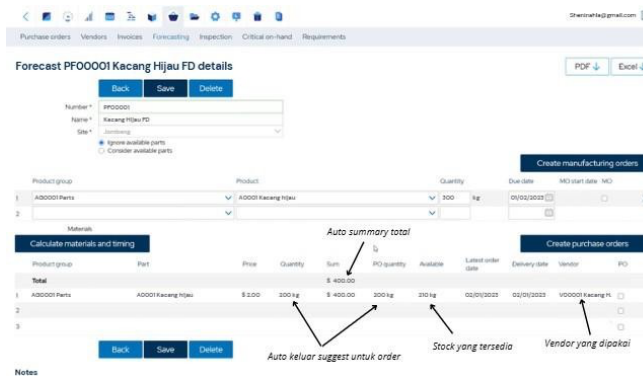 Sheninahle@gmail.com
Purchase orders Vendors Invoices Forecasting Inspection Critical on-hand Requirements
Forecast PF00001 Kacang Hijau FD details
PDF Excel
Back Save Delete
Number * PF00001
Name * Kacang Hijau FD
Site * Jombang
Ignore available parts
Consider available parts
Create manufacturing orders
Product group Product Quantity Due date MO start date MO
1 AG0001 Parts A0001 Kacang hijau 300 kg 01/02/2023
2
Materials
Auto summary total
Calculate materials and timing Create purchase orders
Product group Part Price Quantity Sum PO quantity Available Latest order date Delivery date Vendor PO
Total $ 400.00
1 AG0001 Parts A0001 Kacang hijau $ 2.00 200 kg $ 400.00 200 kg 210 kg 02/01/2023 02/01/2023 V00001 Kacang H.
2
3
Back Save Delete
Auto keluar suggest untuk order Stock yang tersedia Vendor yang dipakai
Notes